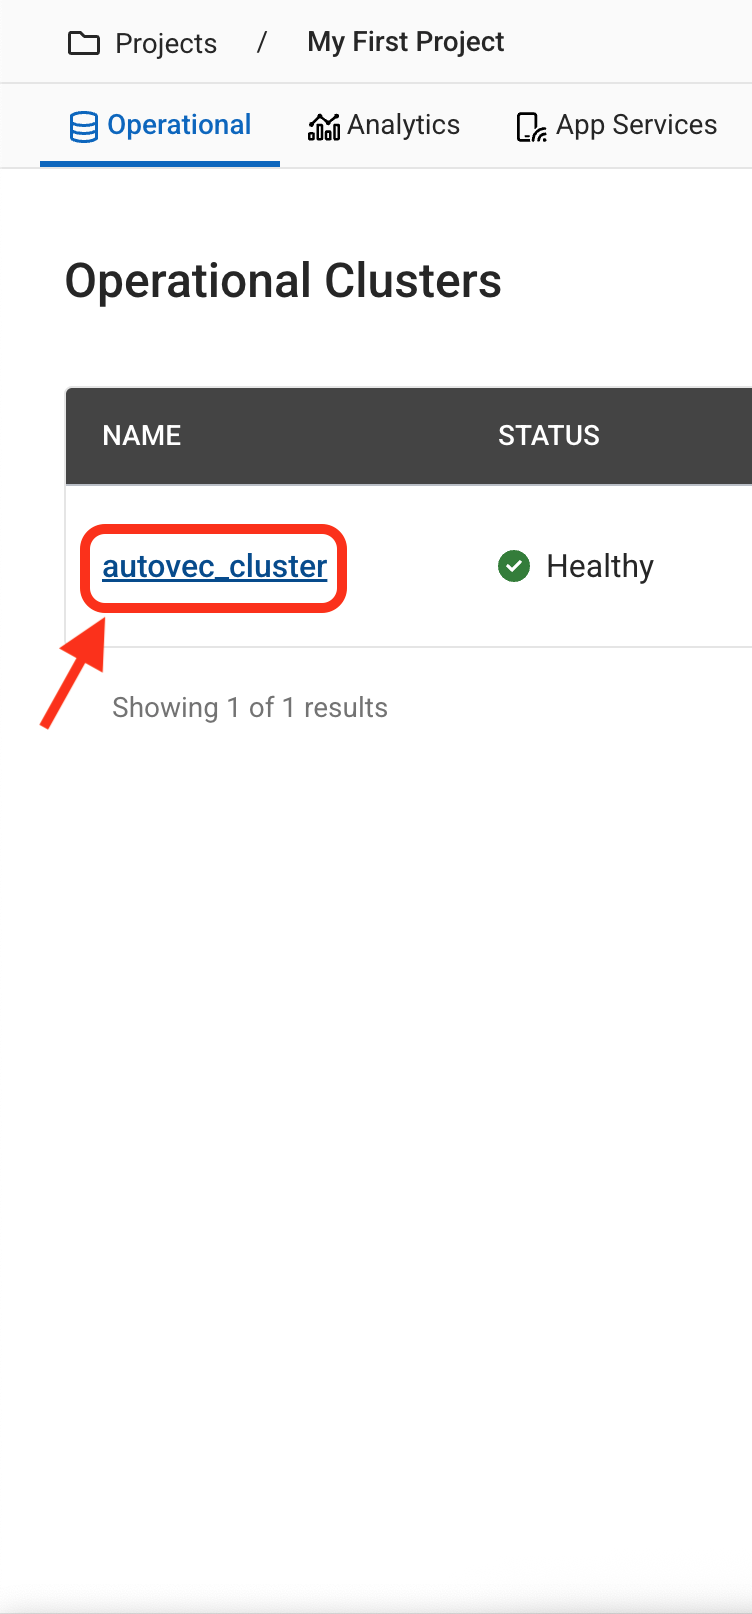 Projects / My First Project
Operational Analytics App Services
Operational Clusters
NAME STATUS
autovec_cluster Healthy
Showing 1 of 1 results